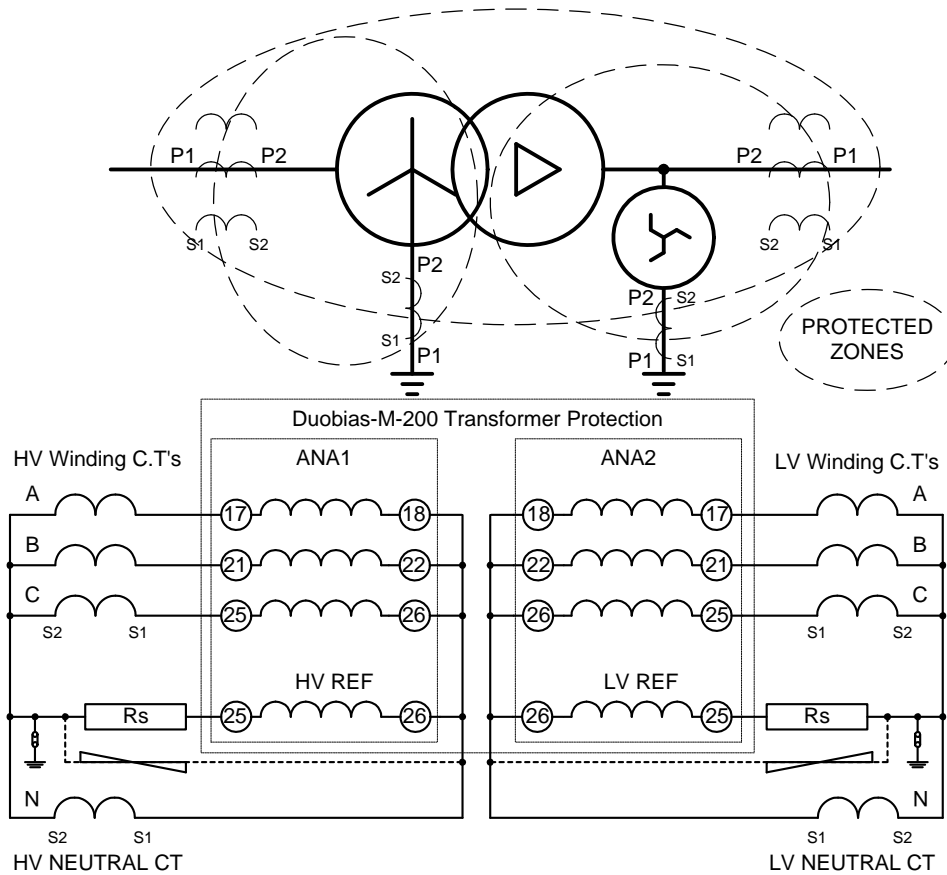 P1 P2 P2 P1
S1 S2 S2 S1
S2 P2
S1 P1
P2 S2
P1 S1
PROTECTED
ZONES
Duobias-M-200 Transformer Protection
HV Winding C.T's ANA1 ANA2 LV Winding C.T's
A 17 18 18 17 A
B 21 22 22 21 B
C 25 26 26 25 C
S2 S1 S1 S2
HV REF LV REF
Rs 25 26 26 25 Rs
N N
S2 S1 S1 S2
HV NEUTRAL CT LV NEUTRAL CT